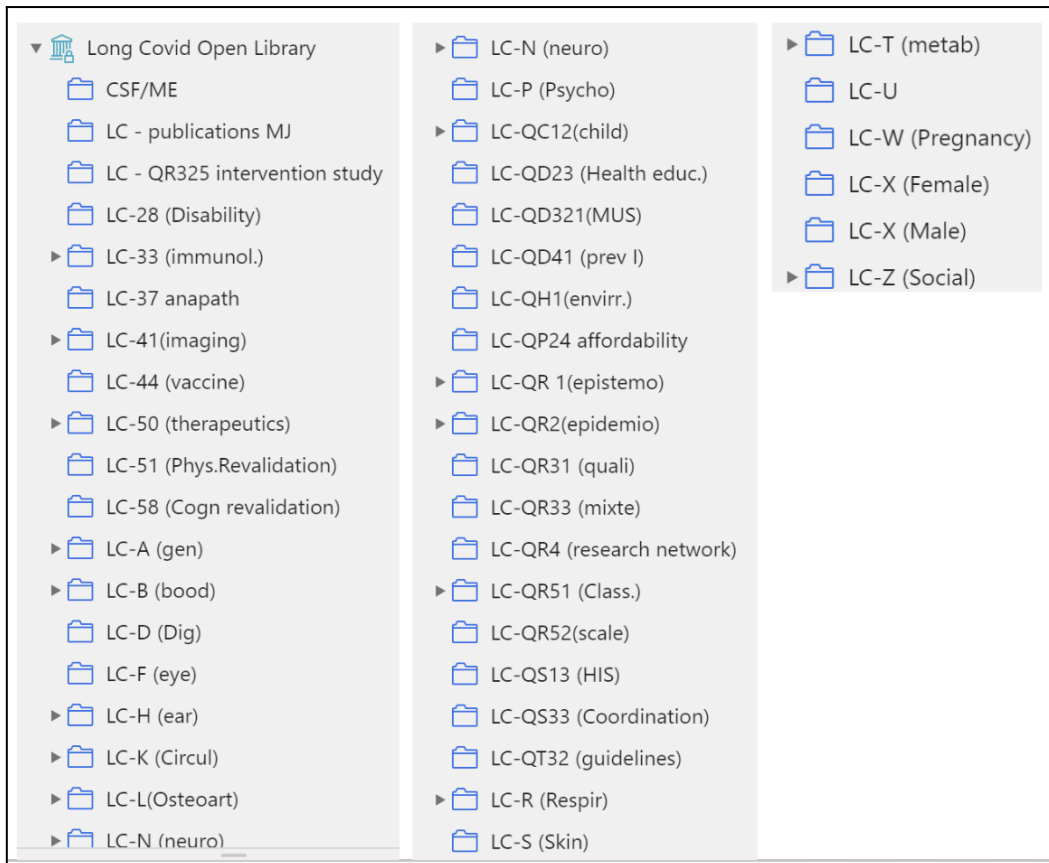 Long Covid Open Library
CSF/ME
LC - publications MJ
LC - QR325 intervention study
LC-28 (Disability)
LC-33 (immunol.)
LC-37 anapath
LC-41(imaging)
LC-44 (vaccine)
LC-50 (therapeutics)
LC-51 (Phys.Revalidation)
LC-58 (Cogn revalidation)
LC-A (gen)
LC-B (bood)
LC-D (Dig)
LC-F (eye)
LC-H (ear)
LC-K (Circul)
LC-L(Osteoart)
LC-N (neuro)
LC-N (neuro)
LC-P (Psycho)
LC-QC12(child)
LC-QD23 (Health educ.)
LC-QD321(MUS)
LC-QD41 (prev I)
LC-QH1(envirr.)
LC-QP24 affordability
LC-QR 1(epistemo)
LC-QR2(epidemio)
LC-QR31 (quali)
LC-QR33 (mixte)
LC-QR4 (research network)
LC-QR51 (Class.)
LC-QR52(scale)
LC-QS13 (HIS)
LC-QS33 (Coordination)
LC-QT32 (guidelines)
LC-R (Respir)
LC-S (Skin)
LC-T (metab)
LC-U
LC-W (Pregnancy)
LC-X (Female)
LC-X (Male)
LC-Z (Social)